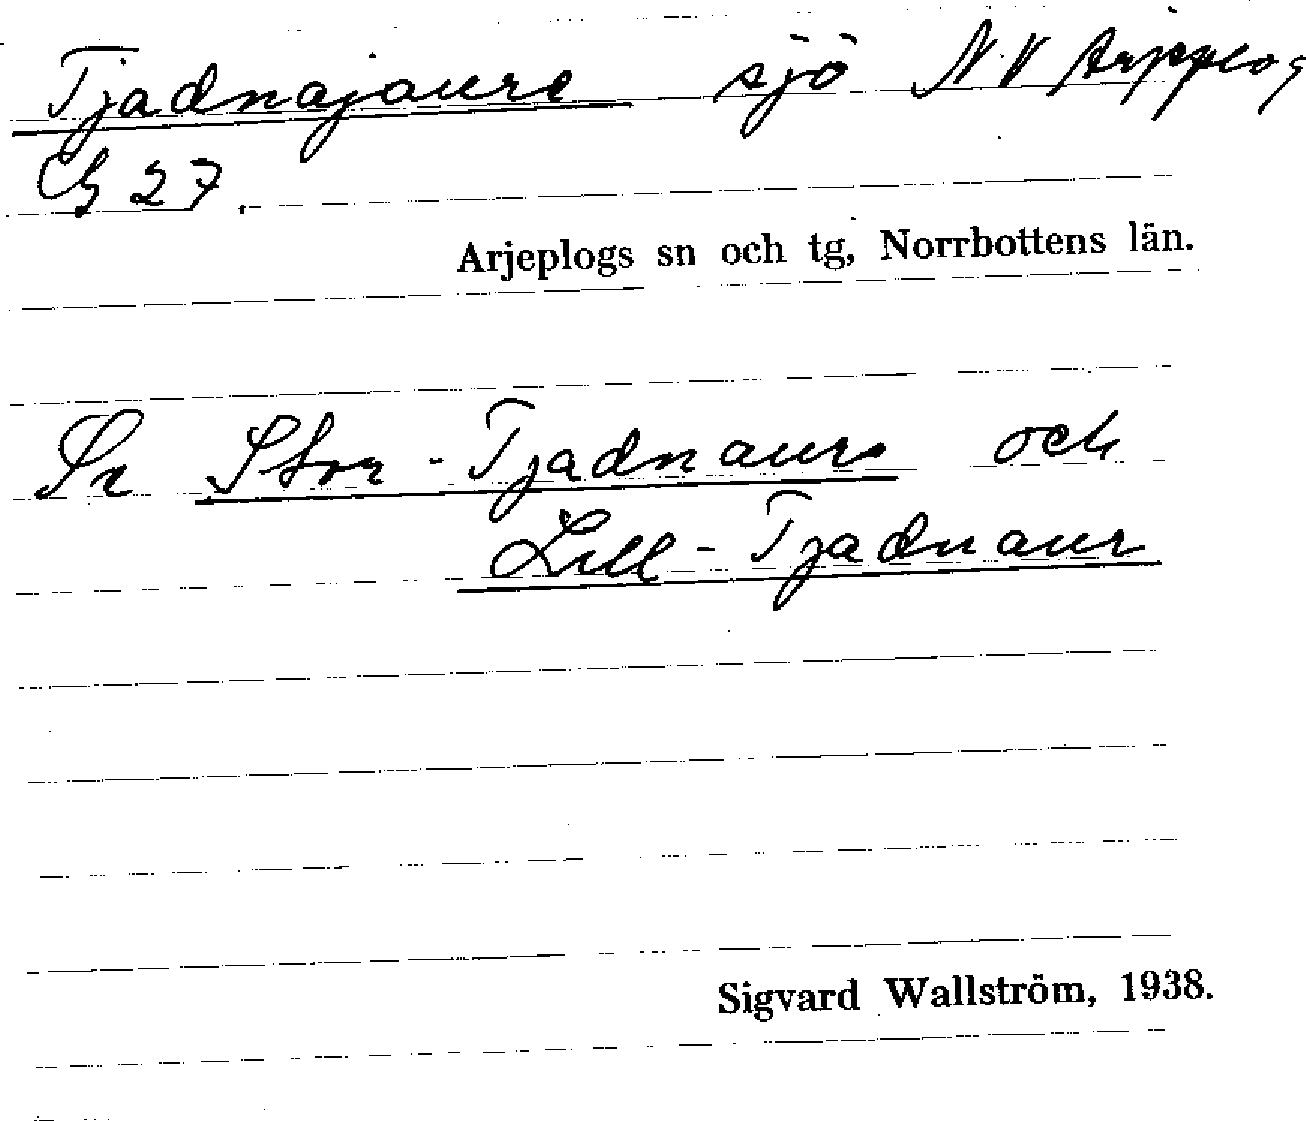 Tjadnajaure sjö N.V Arjeplog
G 27.
Arjeplogs sn och tg, Norrbottens län.
Se Stor-Tjadnaure och
Lill-Tjadnaur
Sigvard Wallström, 1938.